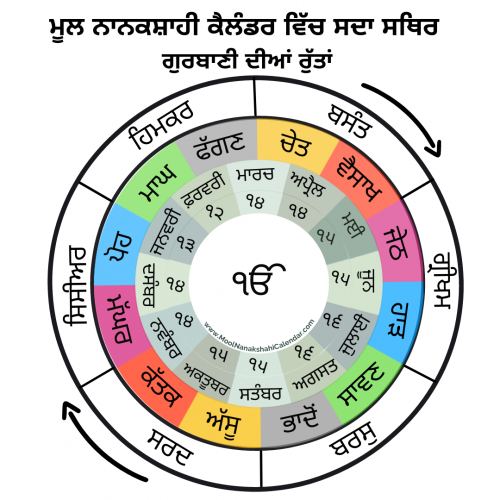 ਮੂਲ ਨਾਨਕਸ਼ਾਹੀ ਕੈਲੰਡਰ ਵਿੱਚ ਸਦਾ ਸਥਿਰ
ਗੁਰਬਾਣੀ ਦੀਆਂ ਰੁੱਤਾਂ
ਬਸੰਤ
ਗ੍ਰੀਖਮ
ਬਰਸੁ
ਸਰਦ
ਸਿਸੀਅਰ
ਹਿਮਕਰ
ਚੇਤ
ਵੈਸਾਖ
ਜੇਠ
ਹਾੜ
ਸਾਵਣ
ਭਾਦੋਂ
ਅੱਸੂ
ਕੱਤਕ
ਮੱਘਰ
ਪੋਹ
ਮਾਘ
ਫੱਗਣ
ਮਾਰਚ
੧੪
ਅਪ੍ਰੈਲ
੧੪
ਮਈ
੧੫
ਜੂਨ
੧੫
ਜੁਲਾਈ
੧੬
ਅਗਸਤ
੧੬
ਸਤੰਬਰ
੧੫
ਅਕਤੂਬਰ
੧੫
ਨਵੰਬਰ
੧੪
ਦਸੰਬਰ
੧੪
ਜਨਵਰੀ
੧੩
ਫ਼ਰਵਰੀ
੧੨
ੴ
www.MoolNanakshahiCalendar.com